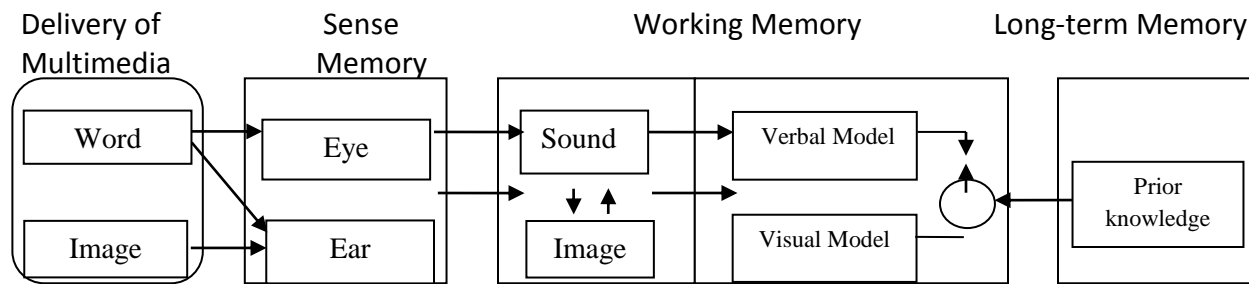 Delivery of
Multimedia
Sense
Memory
Working Memory
Long-term Memory
Word
Image
Eye
Ear
Sound
Image
Verbal Model
Visual Model
Prior
knowledge